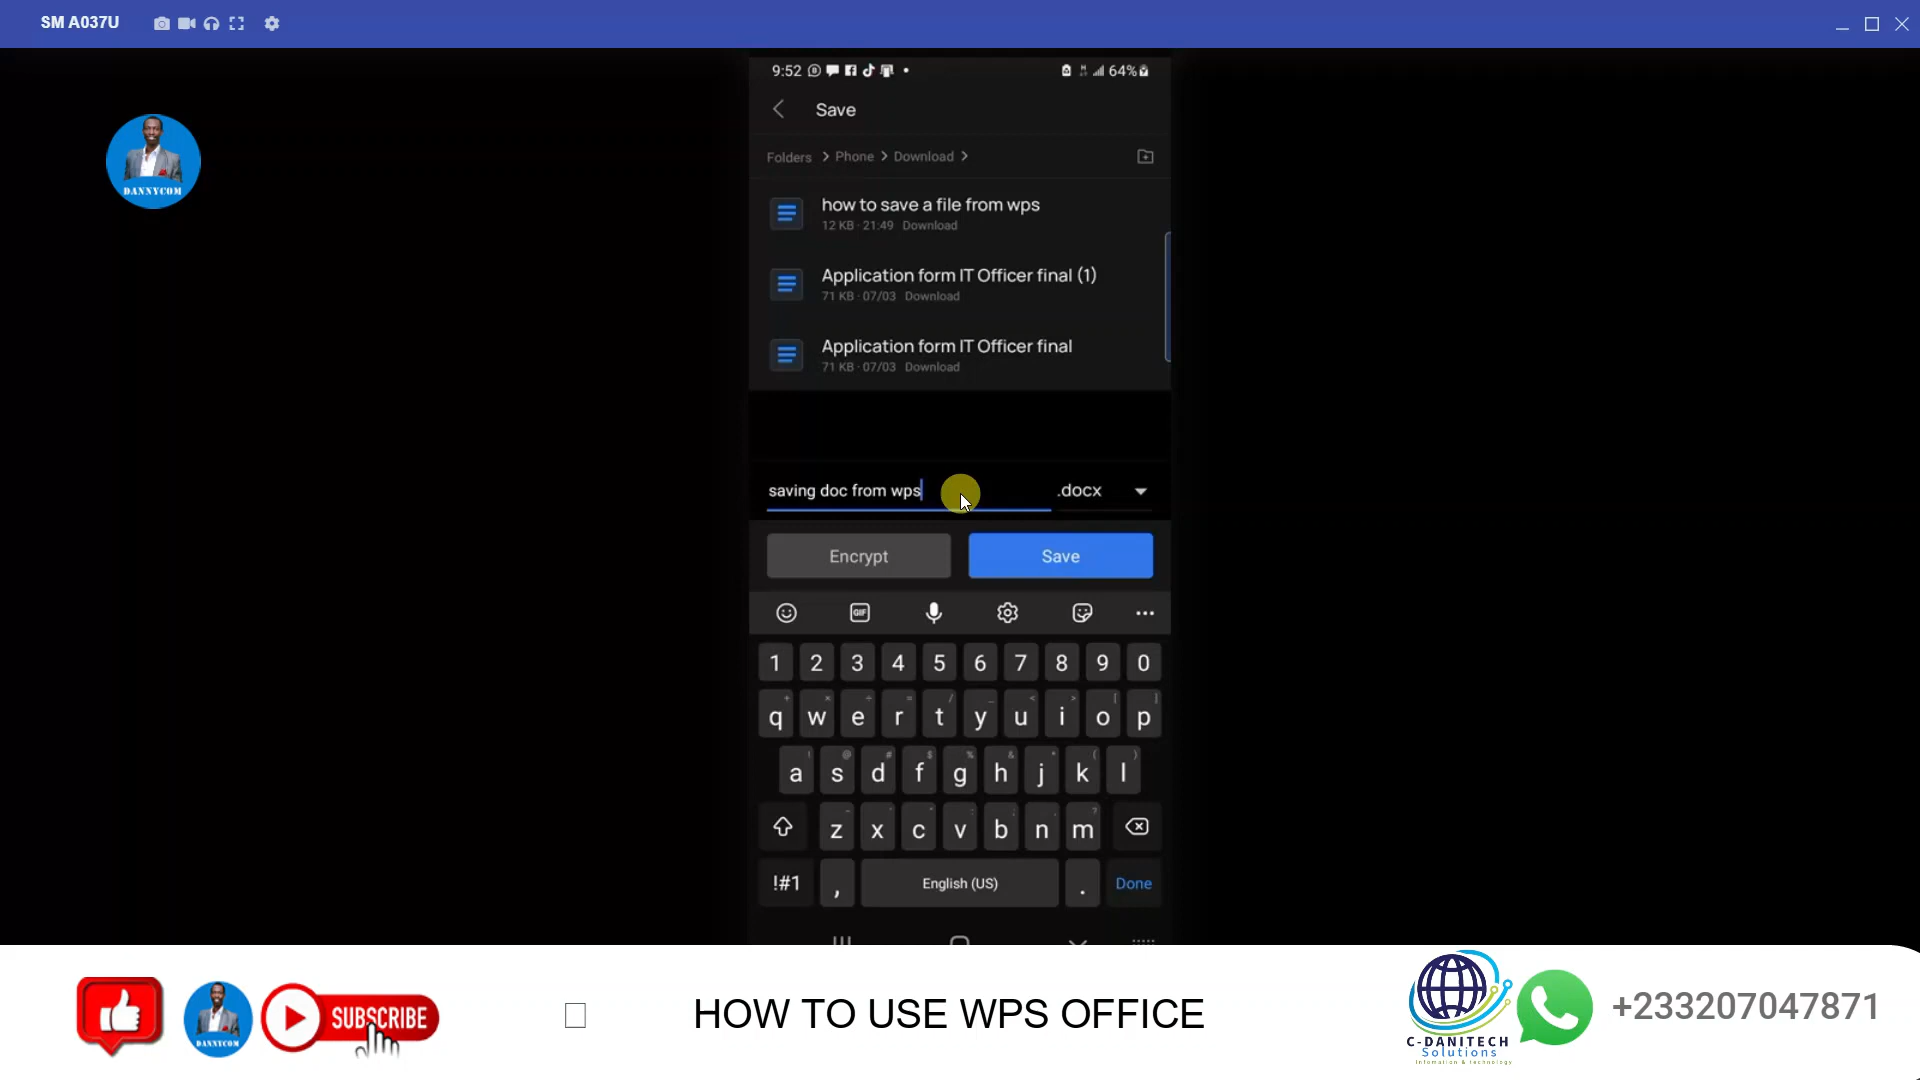 SM A037U
9:52
64%
Save
Folders > Phone > Download >
how to save a file from wps
12 KB · 21:49 Download
Application form IT Officer final (1)
71 KB · 07/03 Download
Application form IT Officer final
71 KB · 07/03 Download
saving doc from wps
.docx
Encrypt
Save
GIF
1 2 3 4 5 6 7 8 9 0
q w e r t y u i o p
a s d f g h j k l
z x c v b n m
!#1 , English (US) . Done
DANNYCOM
DANNYCOM
SUBSCRIBE
HOW TO USE WPS OFFICE
C-DANITECH
Solutions
+233207047871